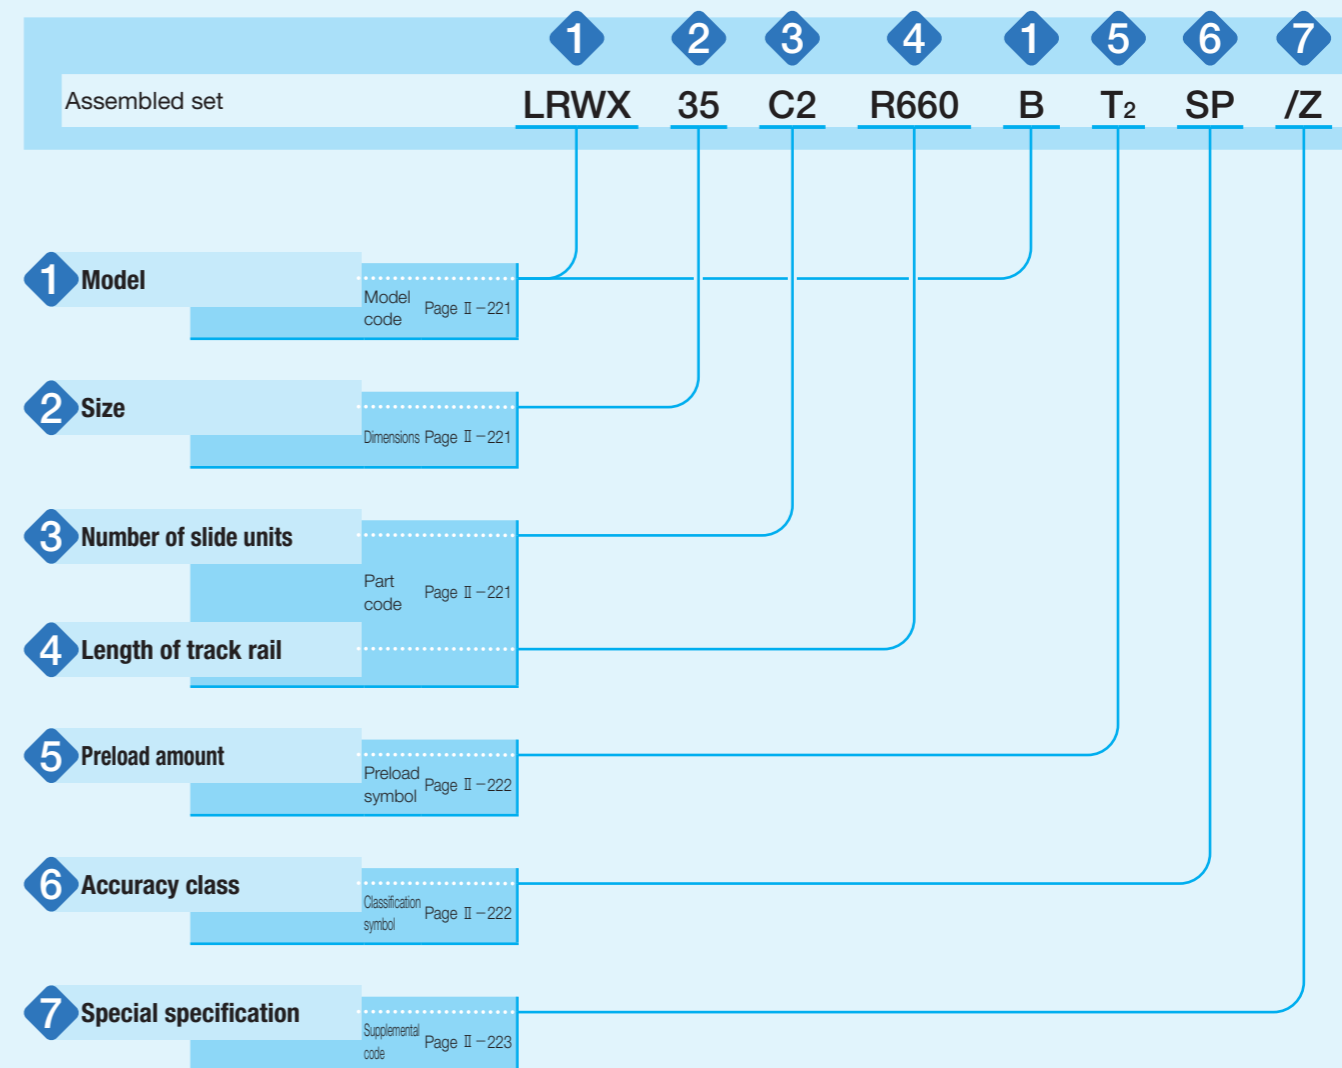 1 2 3 4 1 5 6 7
Assembled set LRWX 35 C2 R660 B T2 SP /Z
1 Model
Model
code Page Ⅱ-221
2 Size
Dimensions Page Ⅱ-221
3 Number of slide units
Part
code Page Ⅱ-221
4 Length of track rail
5 Preload amount
Preload
symbol Page Ⅱ-222
6 Accuracy class
Classification
symbol Page Ⅱ-222
7 Special specification
Supplemental
code Page Ⅱ-223